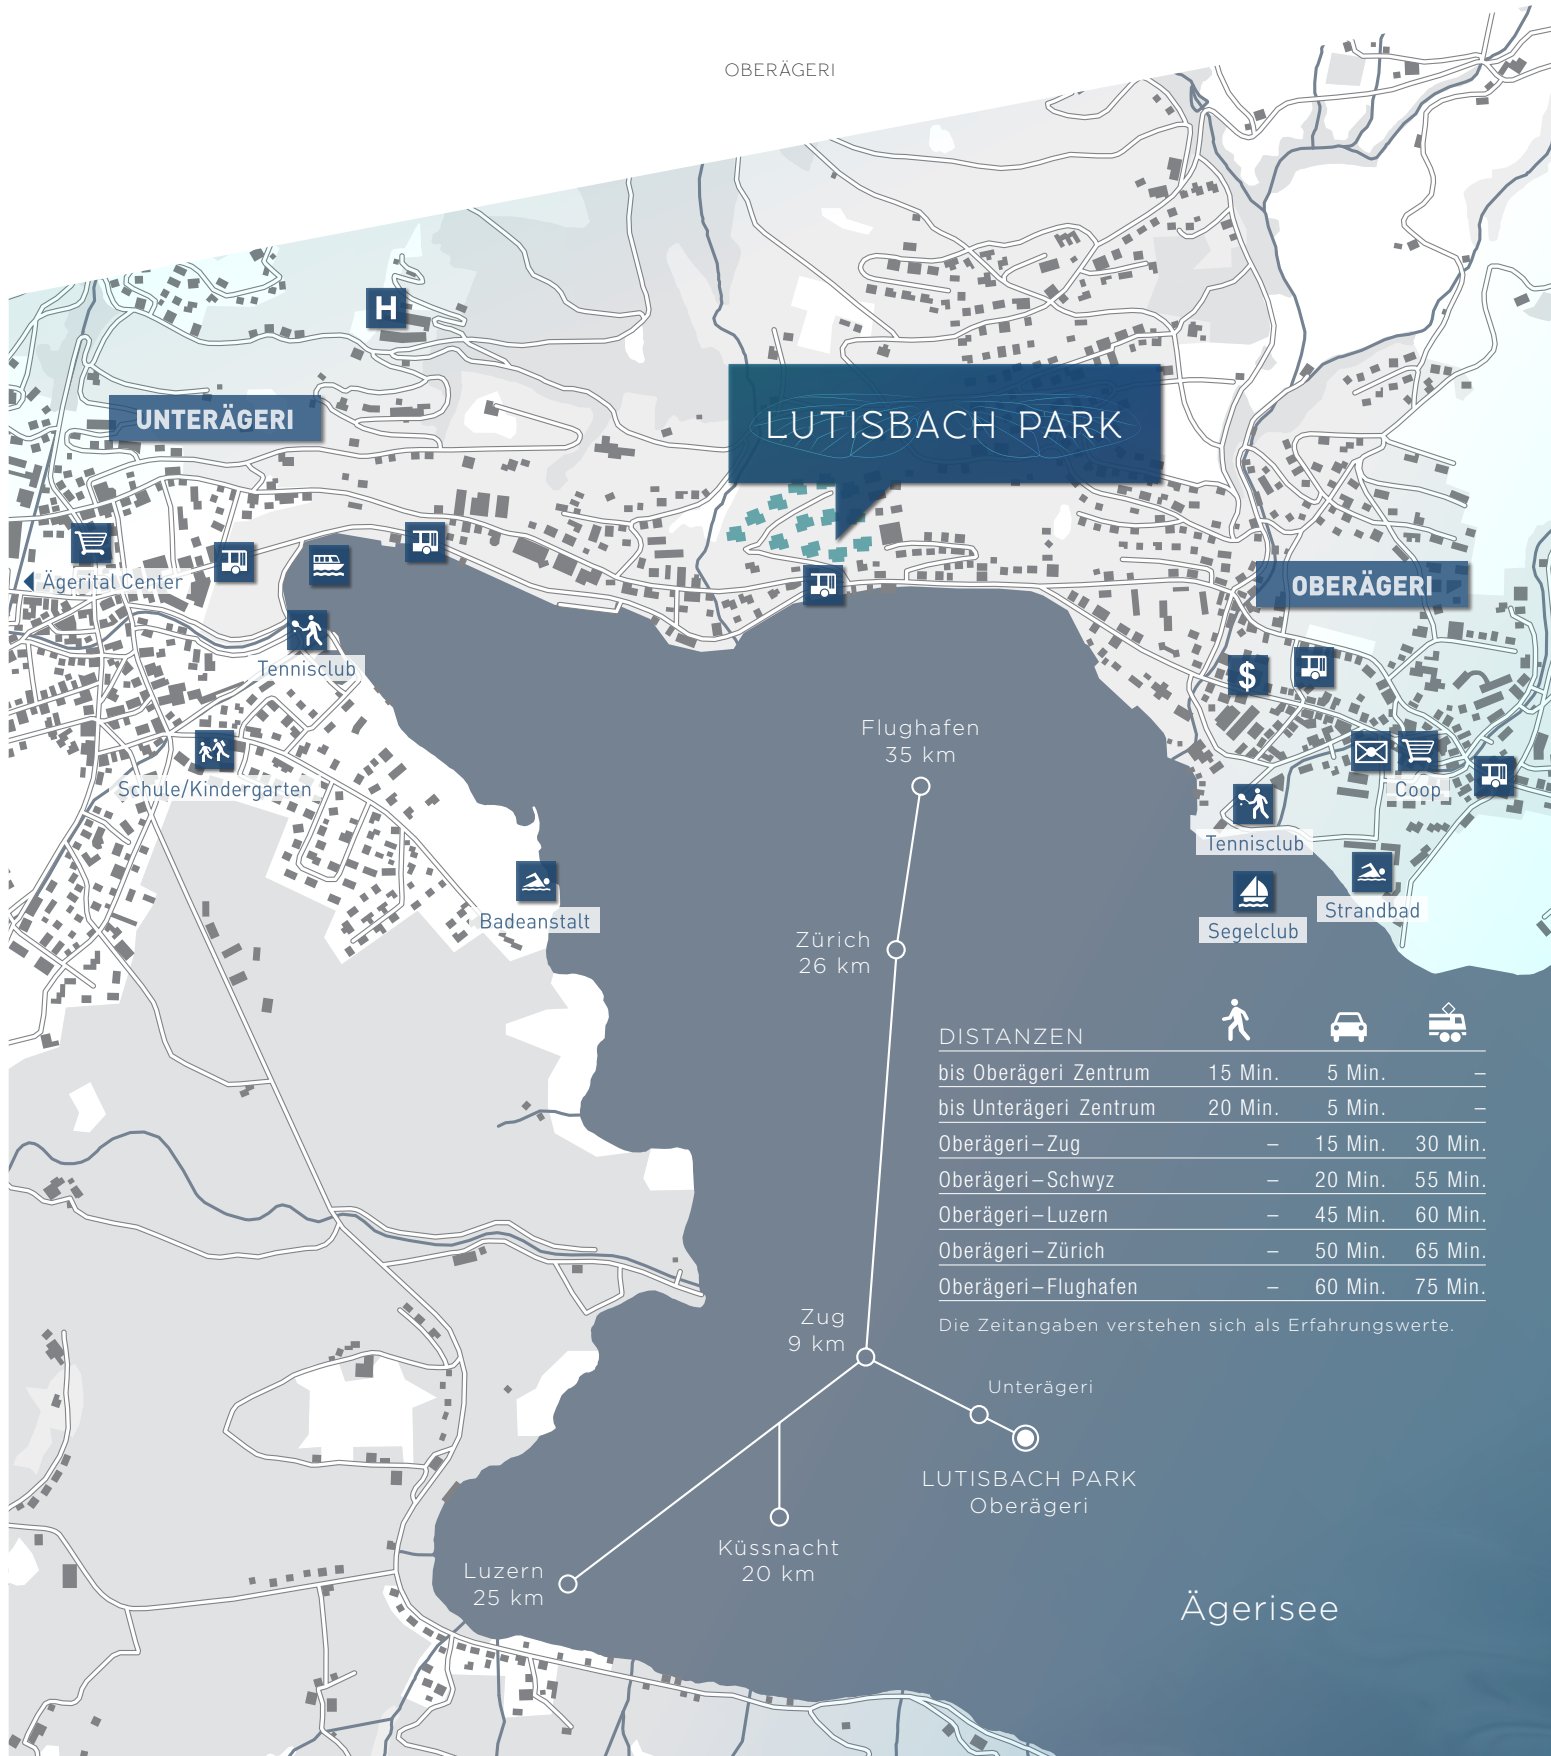 OBERÄGERI
H
UNTERÄGERI
LUTISBACH PARK
Ägerital Center
OBERÄGERI
Tennisclub
$
Schule/Kindergarten
Coop
Tennisclub
Badeanstalt
Strandbad
Segelclub
Flughafen
35 km
Zürich
26 km
DISTANZEN
bis Oberägeri Zentrum 15 Min. 5 Min. –
bis Unterägeri Zentrum 20 Min. 5 Min. –
Oberägeri–Zug – 15 Min. 30 Min.
Oberägeri–Schwyz – 20 Min. 55 Min.
Oberägeri–Luzern – 45 Min. 60 Min.
Oberägeri–Zürich – 50 Min. 65 Min.
Oberägeri–Flughafen – 60 Min. 75 Min.
Die Zeitangaben verstehen sich als Erfahrungswerte.
Zug
9 km
Unterägeri
LUTISBACH PARK
Oberägeri
Küssnacht
20 km
Luzern
25 km
Ägerisee